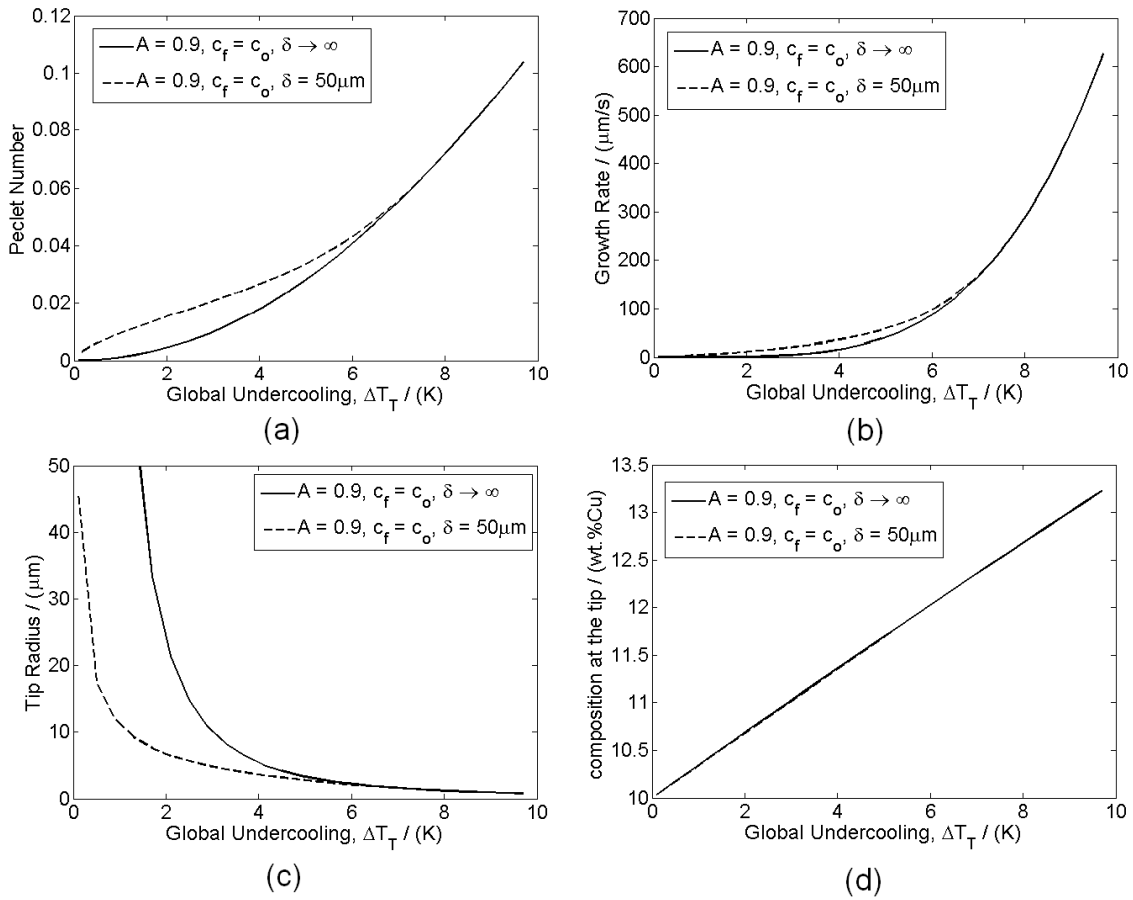 0.12
0.1
0.08
0.06
0.04
0.02
0
0 2 4 6 8 10
Peclet Number
A = 0.9, c_f = c_o, δ → ∞
A = 0.9, c_f = c_o, δ = 50μm
Global Undercooling, ΔT_T / (K)
(a)
700
600
500
400
300
200
100
0
0 2 4 6 8 10
Growth Rate / (μm/s)
A = 0.9, c_f = c_o, δ → ∞
A = 0.9, c_f = c_o, δ = 50μm
Global Undercooling, ΔT_T / (K)
(b)
50
40
30
20
10
0
0 2 4 6 8 10
Tip Radius / (μm)
A = 0.9, c_f = c_o, δ → ∞
A = 0.9, c_f = c_o, δ = 50μm
Global Undercooling, ΔT_T / (K)
(c)
13.5
13
12.5
12
11.5
11
10.5
10
0 2 4 6 8 10
composition at the tip / (wt.%Cu)
A = 0.9, c_f = c_o, δ → ∞
A = 0.9, c_f = c_o, δ = 50μm
Global Undercooling, ΔT_T / (K)
(d)